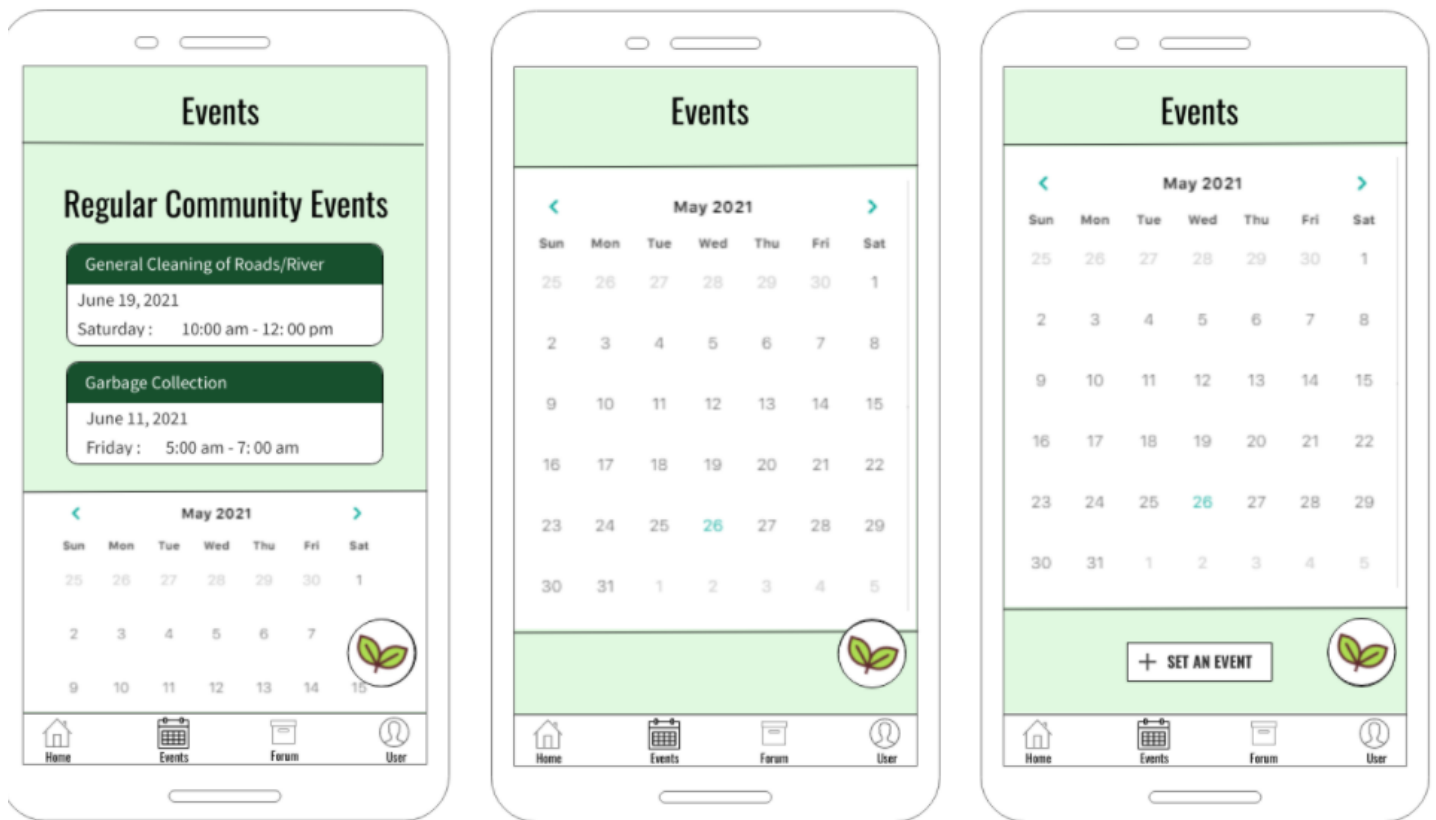 Events
Regular Community Events
General Cleaning of Roads/River
June 19, 2021
Saturday : 10:00 am - 12: 00 pm
Garbage Collection
June 11, 2021
Friday : 5:00 am - 7: 00 am
May 2021
Sun Mon Tue Wed Thu Fri Sat
25 26 27 28 29 30 1
2 3 4 5 6 7
9 10 11 12 13 14 15
Home Events Forum User
Events
May 2021
Sun Mon Tue Wed Thu Fri Sat
25 26 27 28 29 30 1
2 3 4 5 6 7 8
9 10 11 12 13 14 15
16 17 18 19 20 21 22
23 24 25 26 27 28 29
30 31 1 2 3 4 5
Home Events Forum User
Events
May 2021
Sun Mon Tue Wed Thu Fri Sat
25 26 27 28 29 30 1
2 3 4 5 6 7 8
9 10 11 12 13 14 15
16 17 18 19 20 21 22
23 24 25 26 27 28 29
30 31 1 2 3 4 5
+ SET AN EVENT
Home Events Forum User